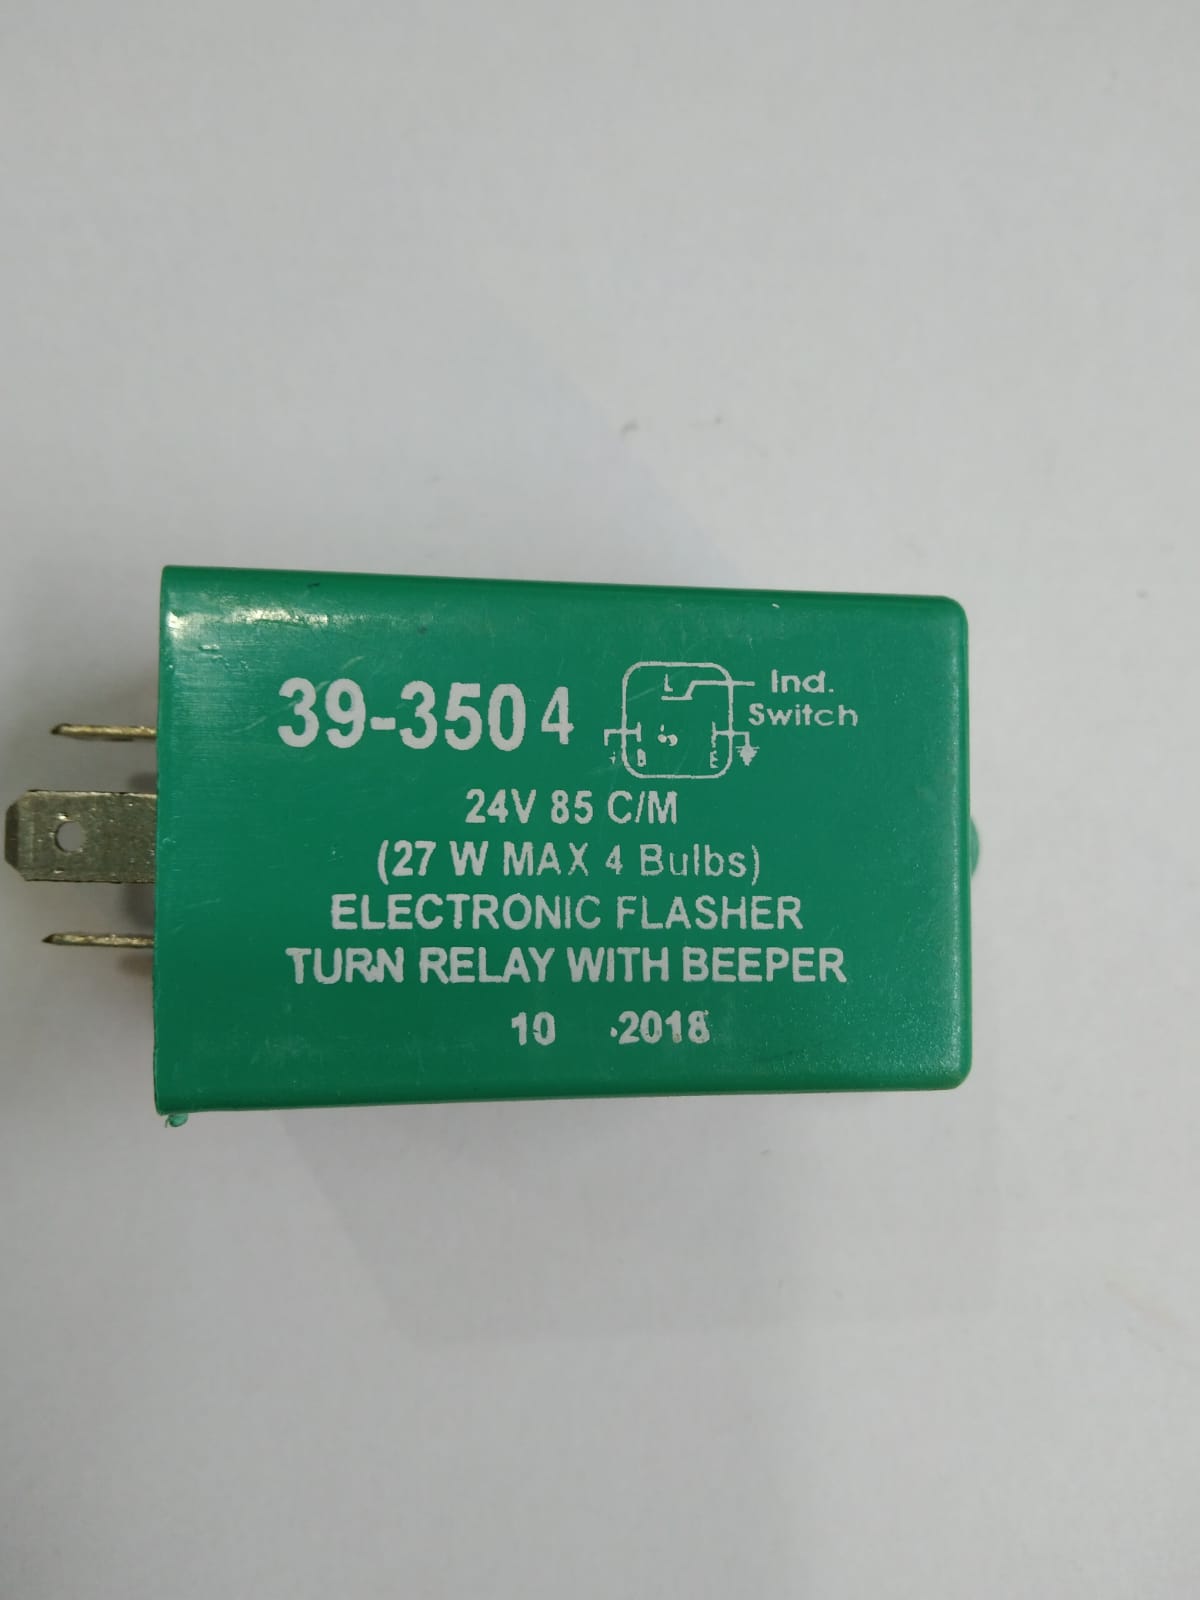 39-3504
L
Ind.
Switch
B
E
24V 85 C/M
(27 W MAX 4 Bulbs)
ELECTRONIC FLASHER
TURN RELAY WITH BEEPER
10 .2018